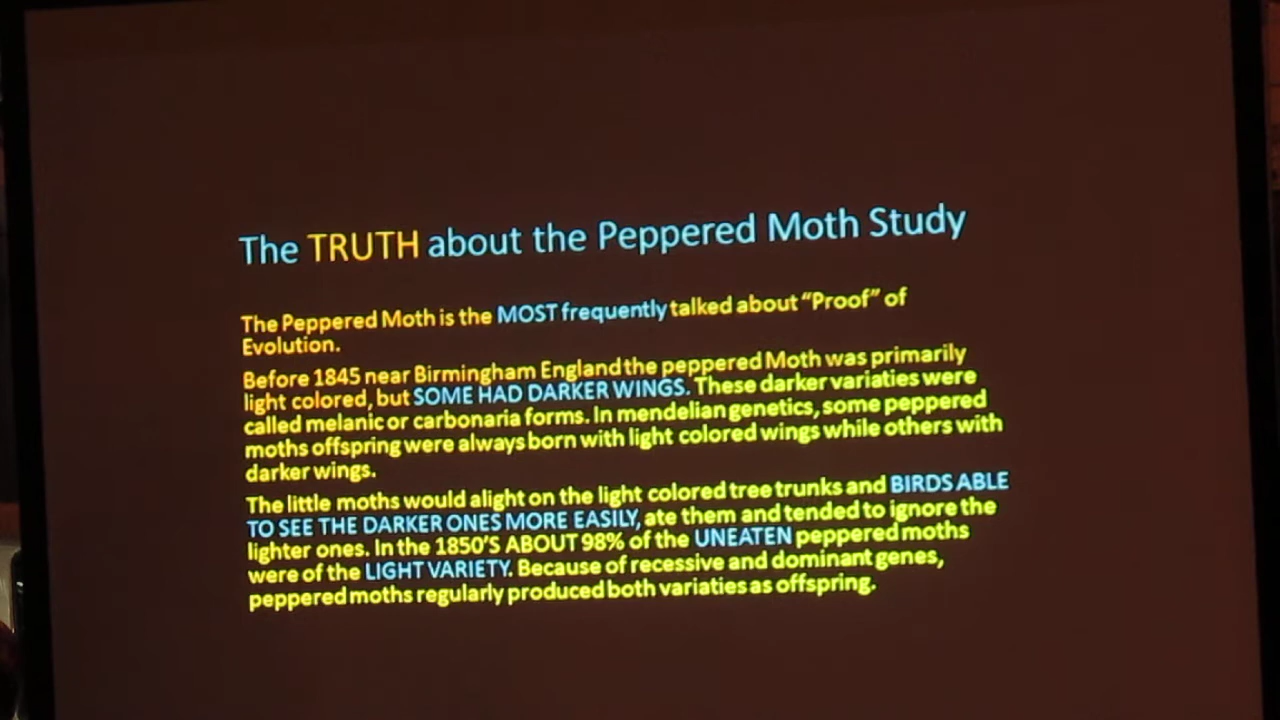 The TRUTH about the Peppered Moth Study
The Peppered Moth is the MOST frequently talked about “Proof” of
Evolution.
Before 1845 near Birmingham England the peppered Moth was primarily
light colored, but SOME HAD DARKER WINGS. These darker variaties were
called melanic or carbonaria forms. In mendelian genetics, some peppered
moths offspring were always born with light colored wings while others with
darker wings.
The little moths would alight on the light colored tree trunks and BIRDS ABLE
TO SEE THE DARKER ONES MORE EASILY, ate them and tended to ignore the
lighter ones. In the 1850’S ABOUT 98% of the UNEATEN peppered moths
were of the LIGHT VARIETY. Because of recessive and dominant genes,
peppered moths regularly produced both variaties as offspring.